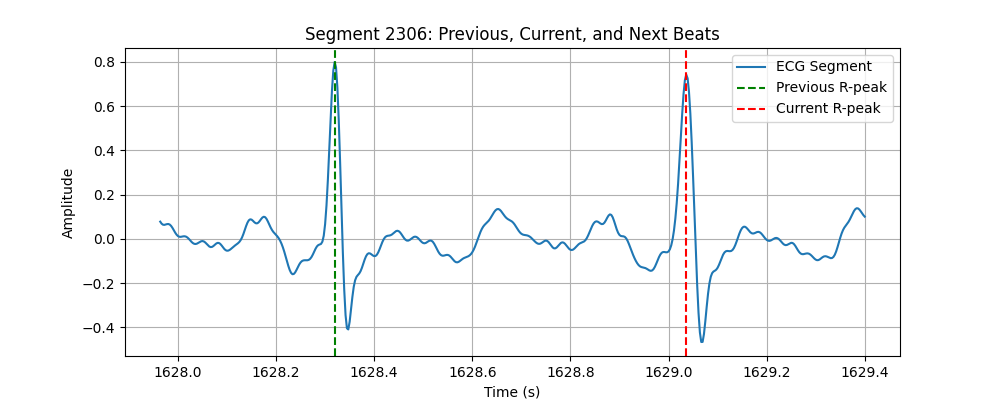 Segment 2306: Previous, Current, and Next Beats
ECG Segment
Previous R-peak
Current R-peak
Amplitude
0.8
0.6
0.4
0.2
0.0
−0.2
−0.4
1628.0 1628.2 1628.4 1628.6 1628.8 1629.0 1629.2 1629.4
Time (s)